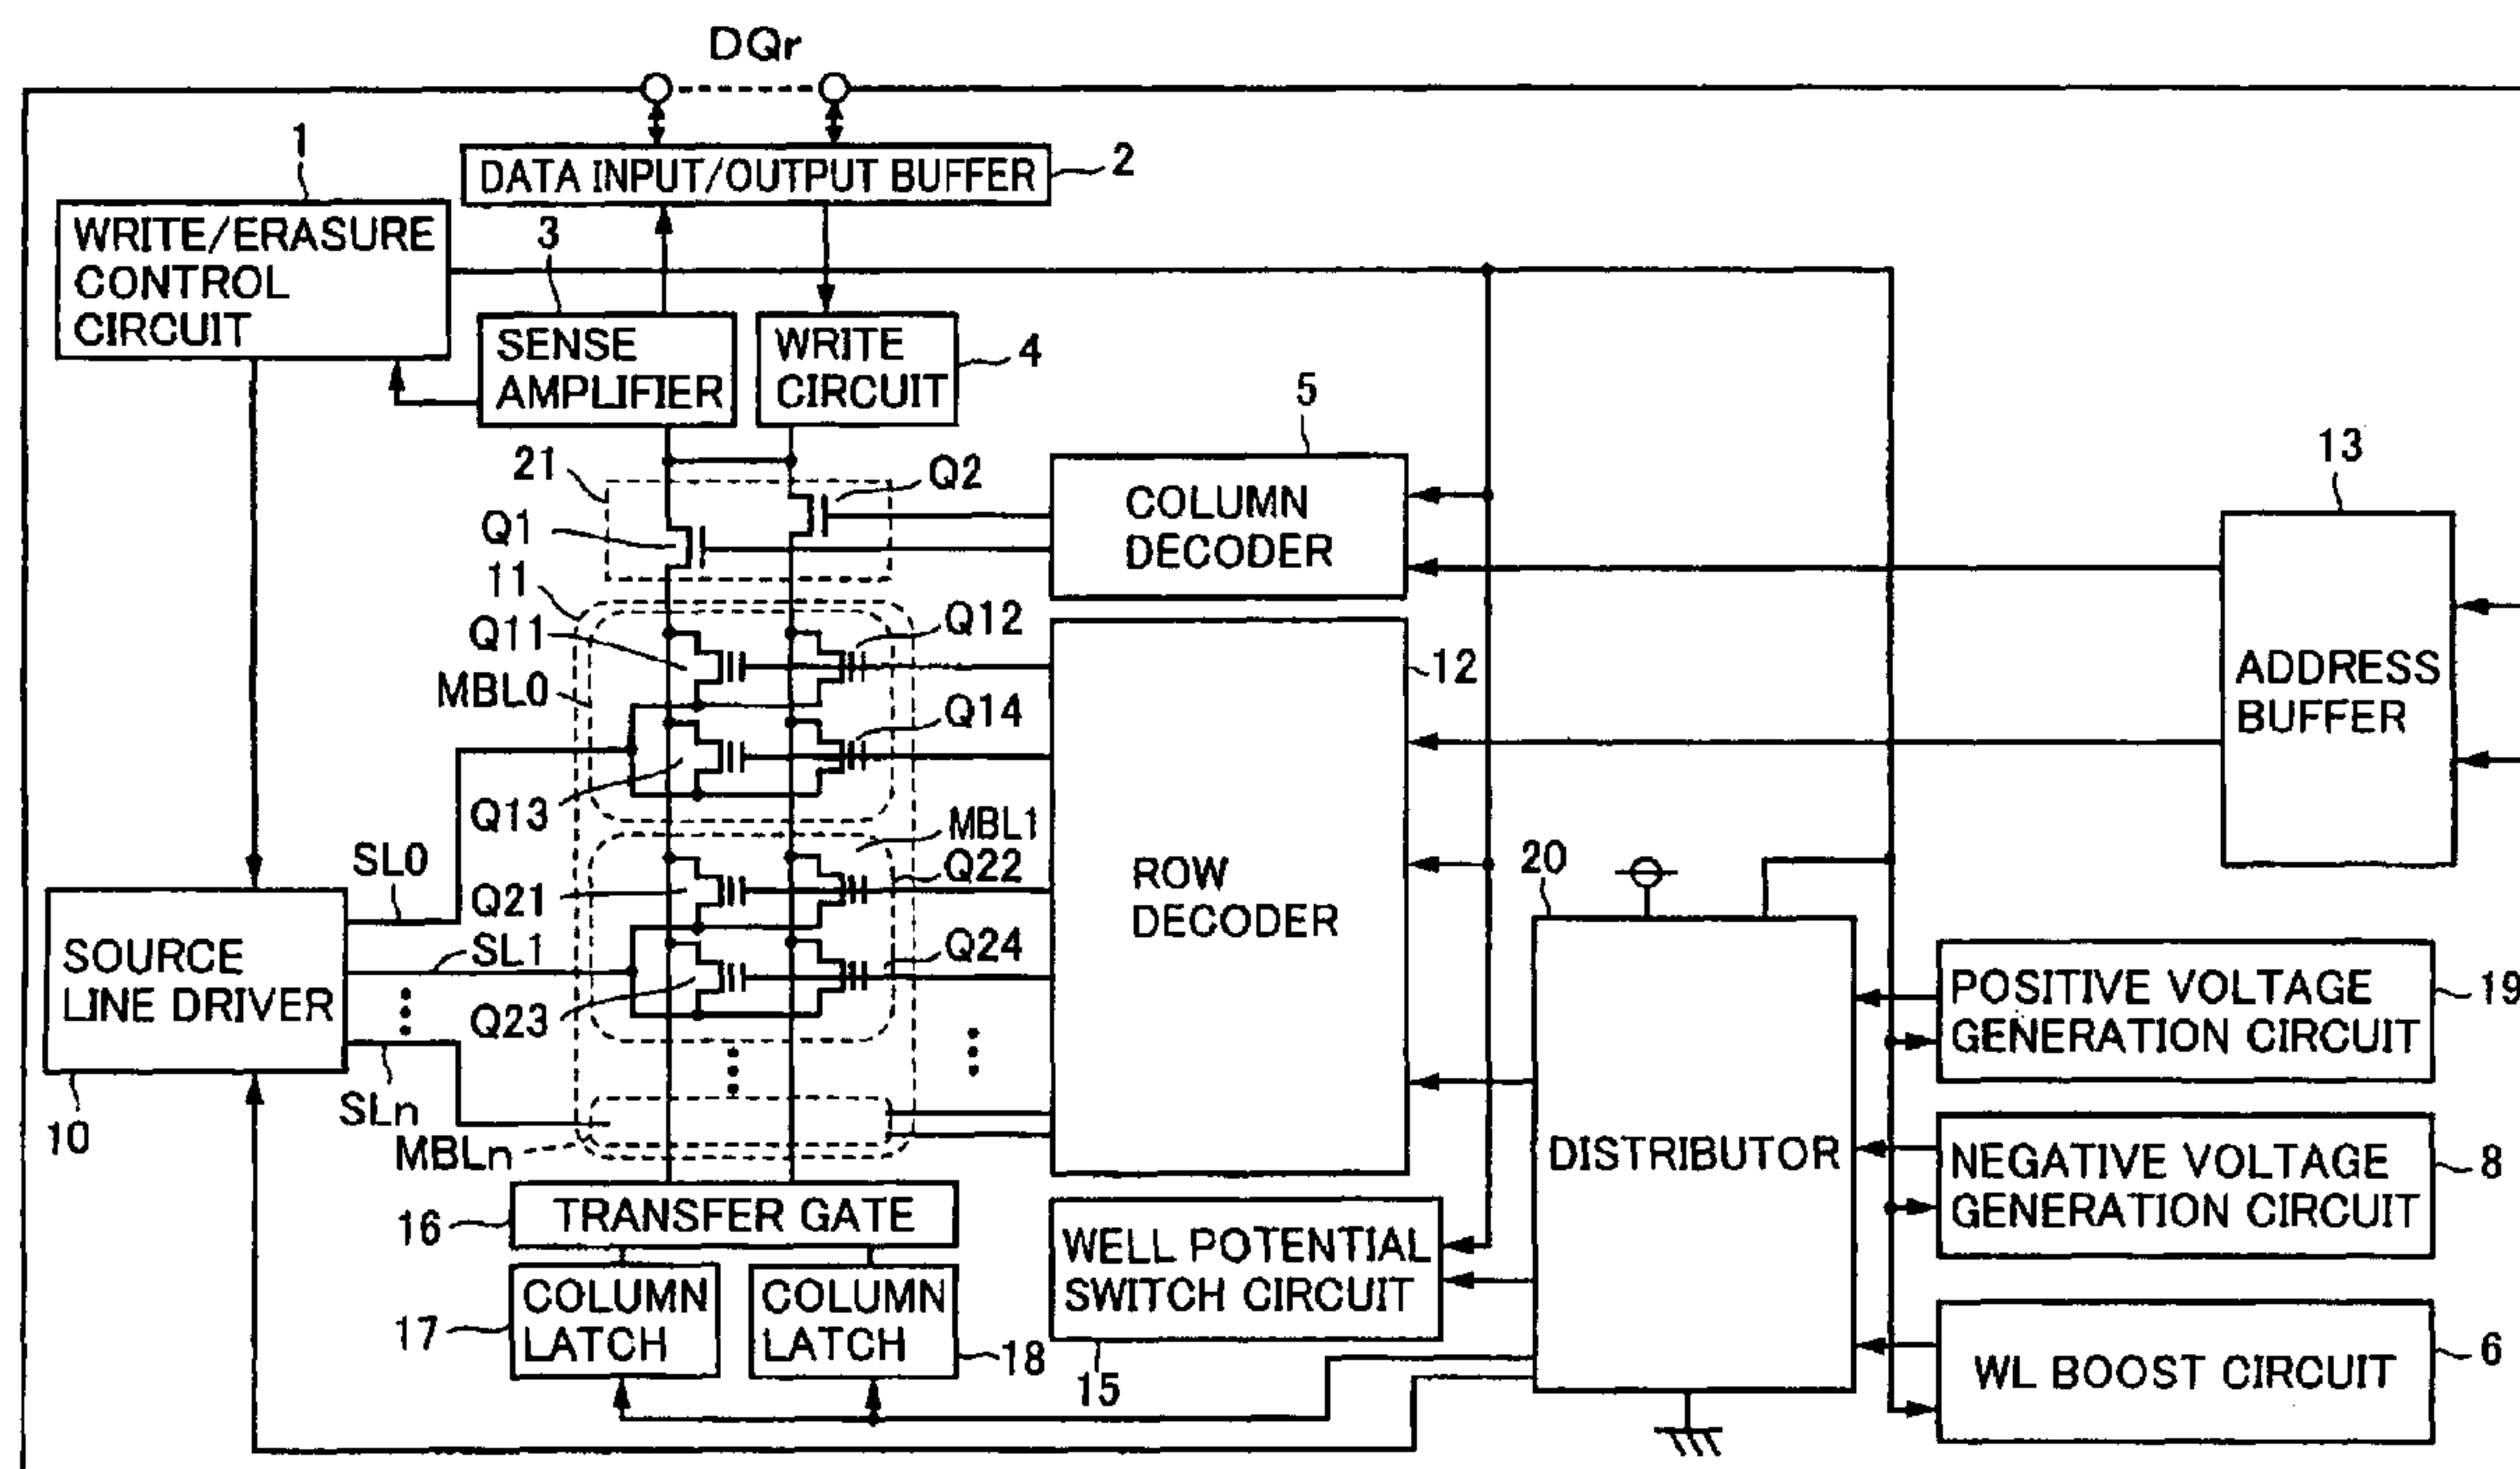 DQr
1
DATA INPUT/OUTPUT BUFFER
2
WRITE/ERASURE
CONTROL
CIRCUIT
3
SENSE
AMPLIFIER
WRITE
CIRCUIT
4
5
21
Q2
COLUMN
DECODER
13
Q1
11
Q11
Q12
12
ADDRESS
BUFFER
MBL0
Q14
Q13
MBL1
SL0
Q22
ROW
DECODER
20
Q21
SOURCE
LINE DRIVER
SL1
Q24
Q23
POSITIVE VOLTAGE
GENERATION CIRCUIT
19
SLn
10
MBLn
DISTRIBUTOR
NEGATIVE VOLTAGE
GENERATION CIRCUIT
8
16
TRANSFER GATE
WELL POTENTIAL
SWITCH CIRCUIT
17
COLUMN
LATCH
COLUMN
LATCH
18
15
WL BOOST CIRCUIT
6